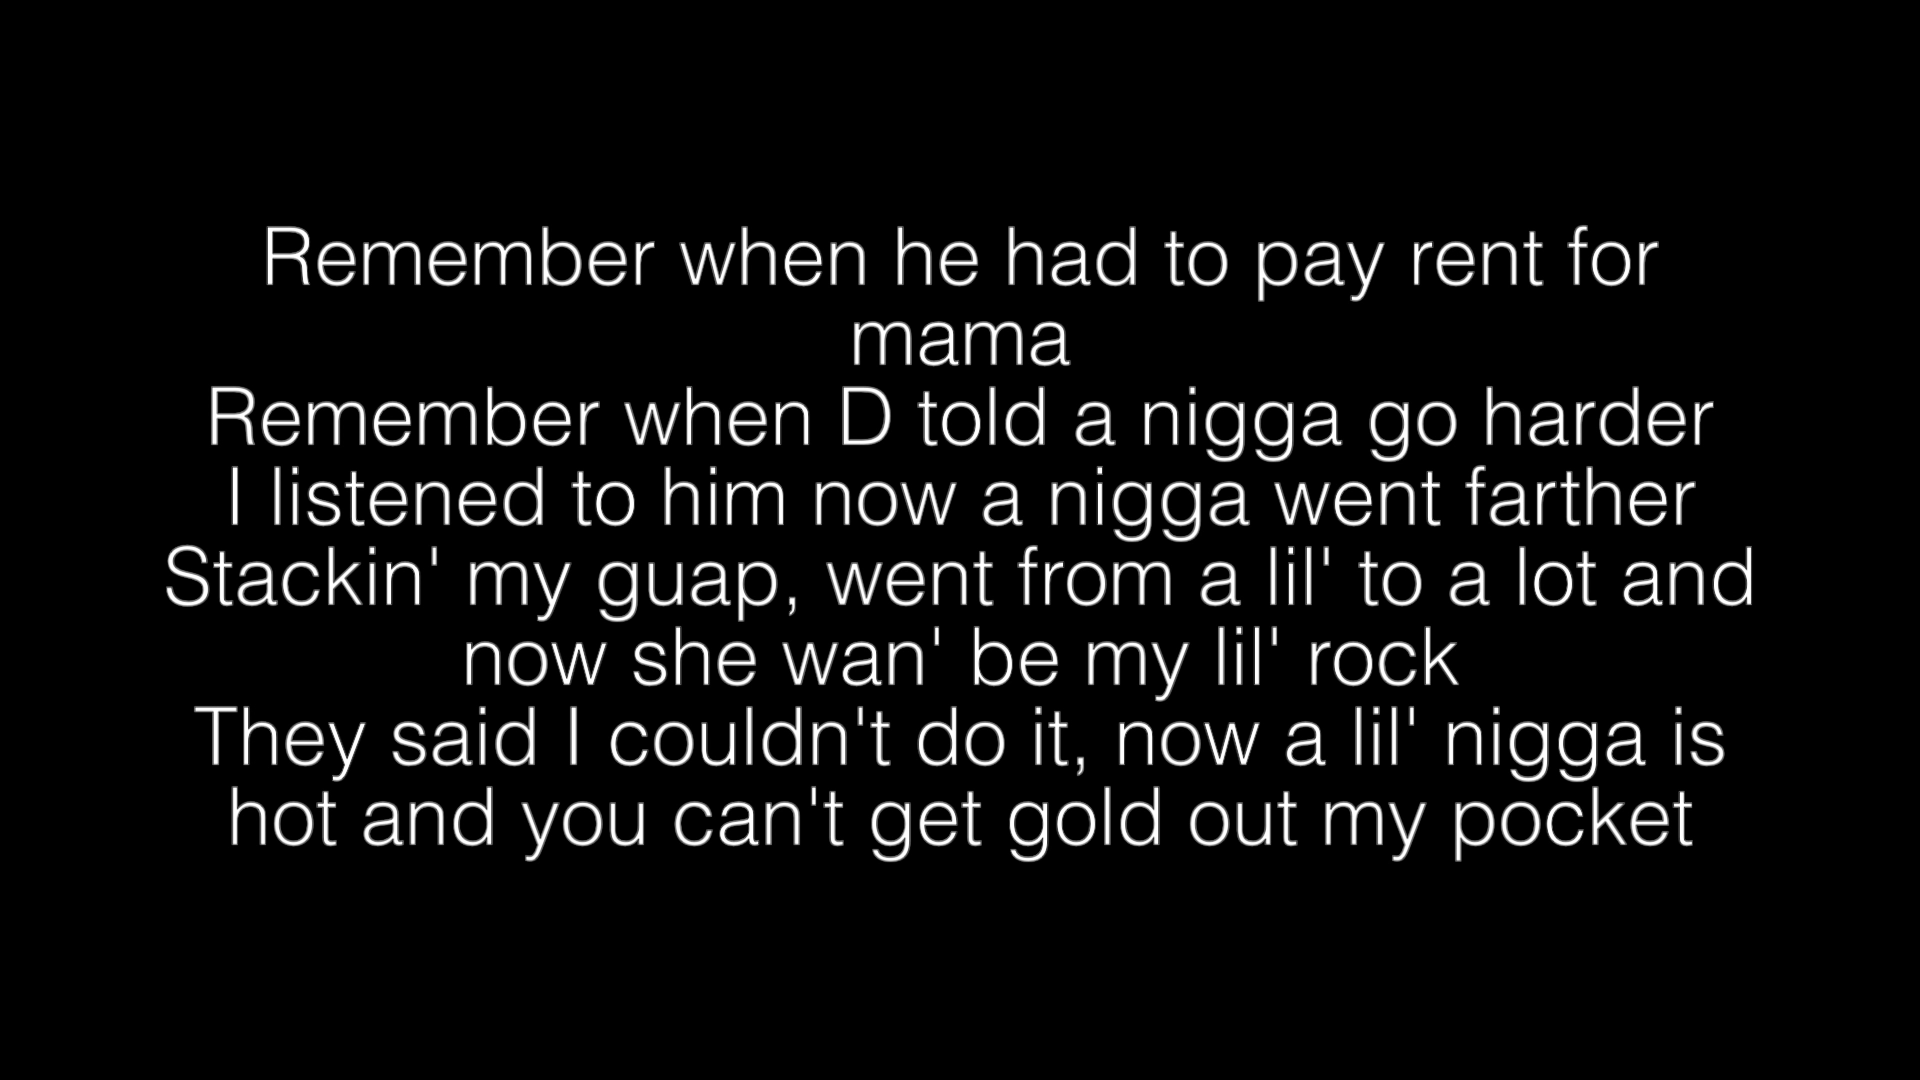 Remember when he had to pay rent for
mama
Remember when D told a nigga go harder
I listened to him now a nigga went farther
Stackin' my guap, went from a lil' to a lot and
now she wan' be my lil' rock
They said I couldn't do it, now a lil' nigga is
hot and you can't get gold out my pocket